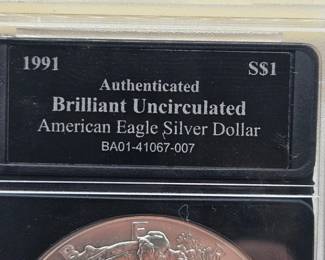 1991 S$1
Authenticated
Brilliant Uncirculated
American Eagle Silver Dollar
BA01-41067-007